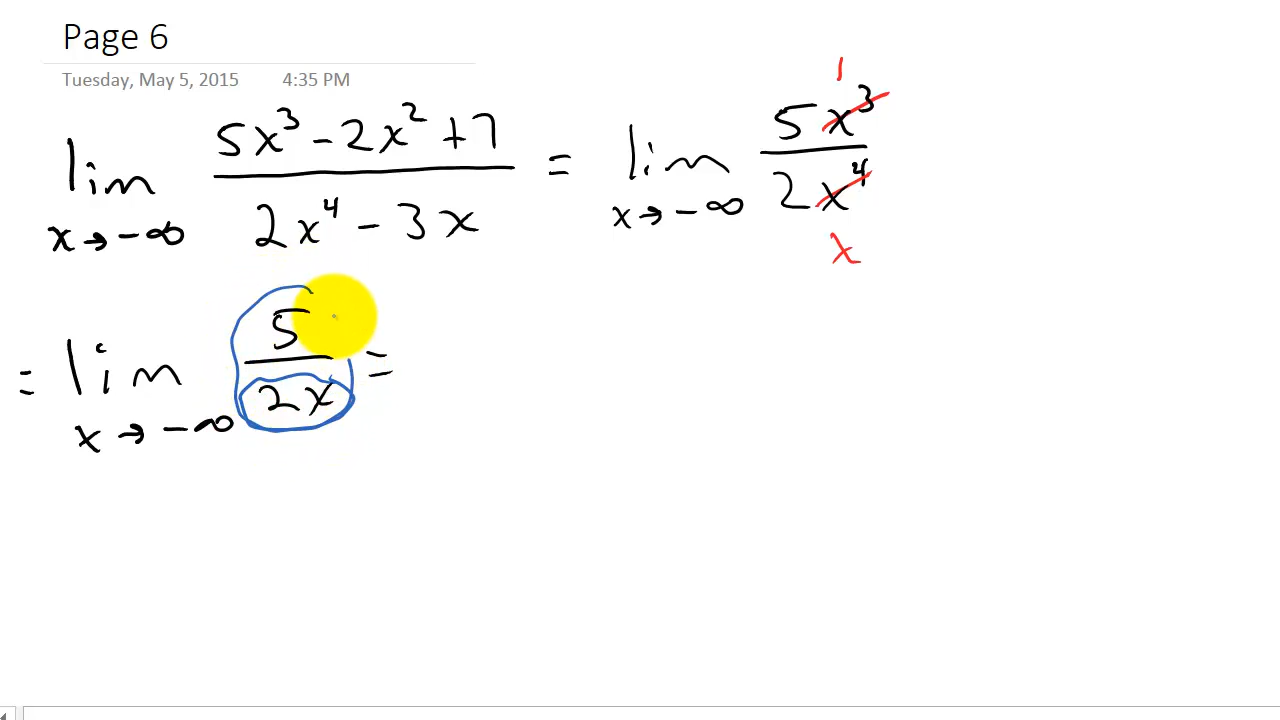 Page 6
Tuesday, May 5, 2015 4:35 PM
lim x→-∞ (5x³ - 2x² + 7)/(2x⁴ - 3x) = lim x→-∞ 5x³/2x⁴ 1 x
= lim x→-∞ 5/2x =